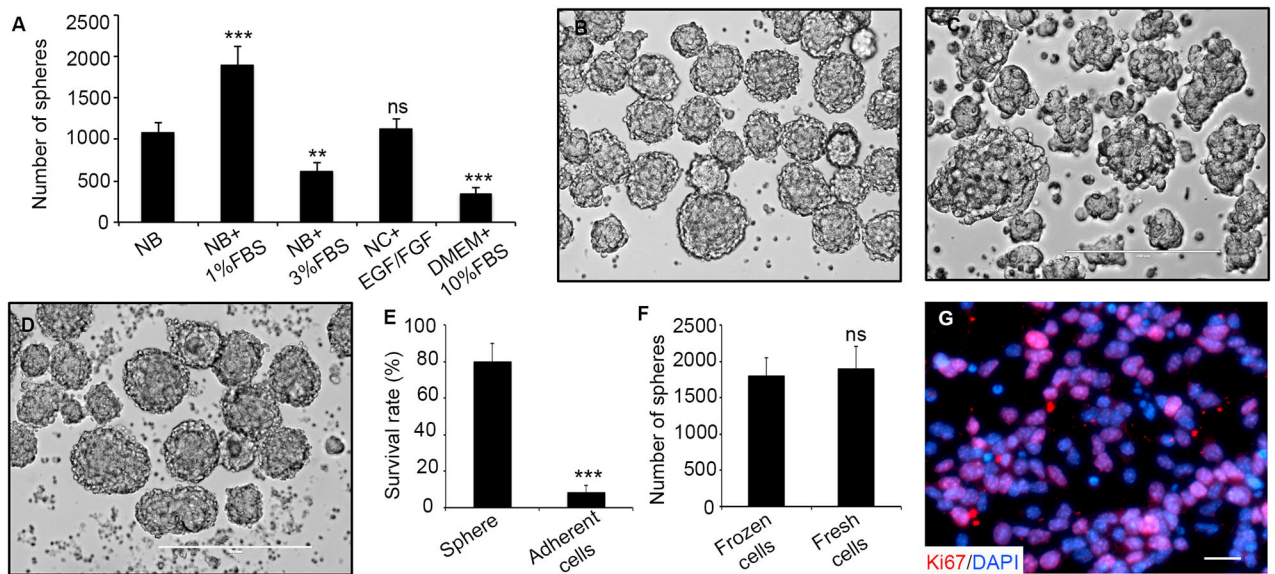 A
Number of spheres
2500
2000
1500
1000
500
0
***
**
ns
***
NB
NB+
1%FBS
NB+
3%FBS
NC+
EGF/FGF
DMEM+
10%FBS
B
C
D
E
Survival rate (%)
100
80
60
40
20
0
***
Sphere
Adherent
cells
F
Number of spheres
2500
2000
1500
1000
500
0
ns
Frozen
cells
Fresh
cells
G
Ki67/DAPI